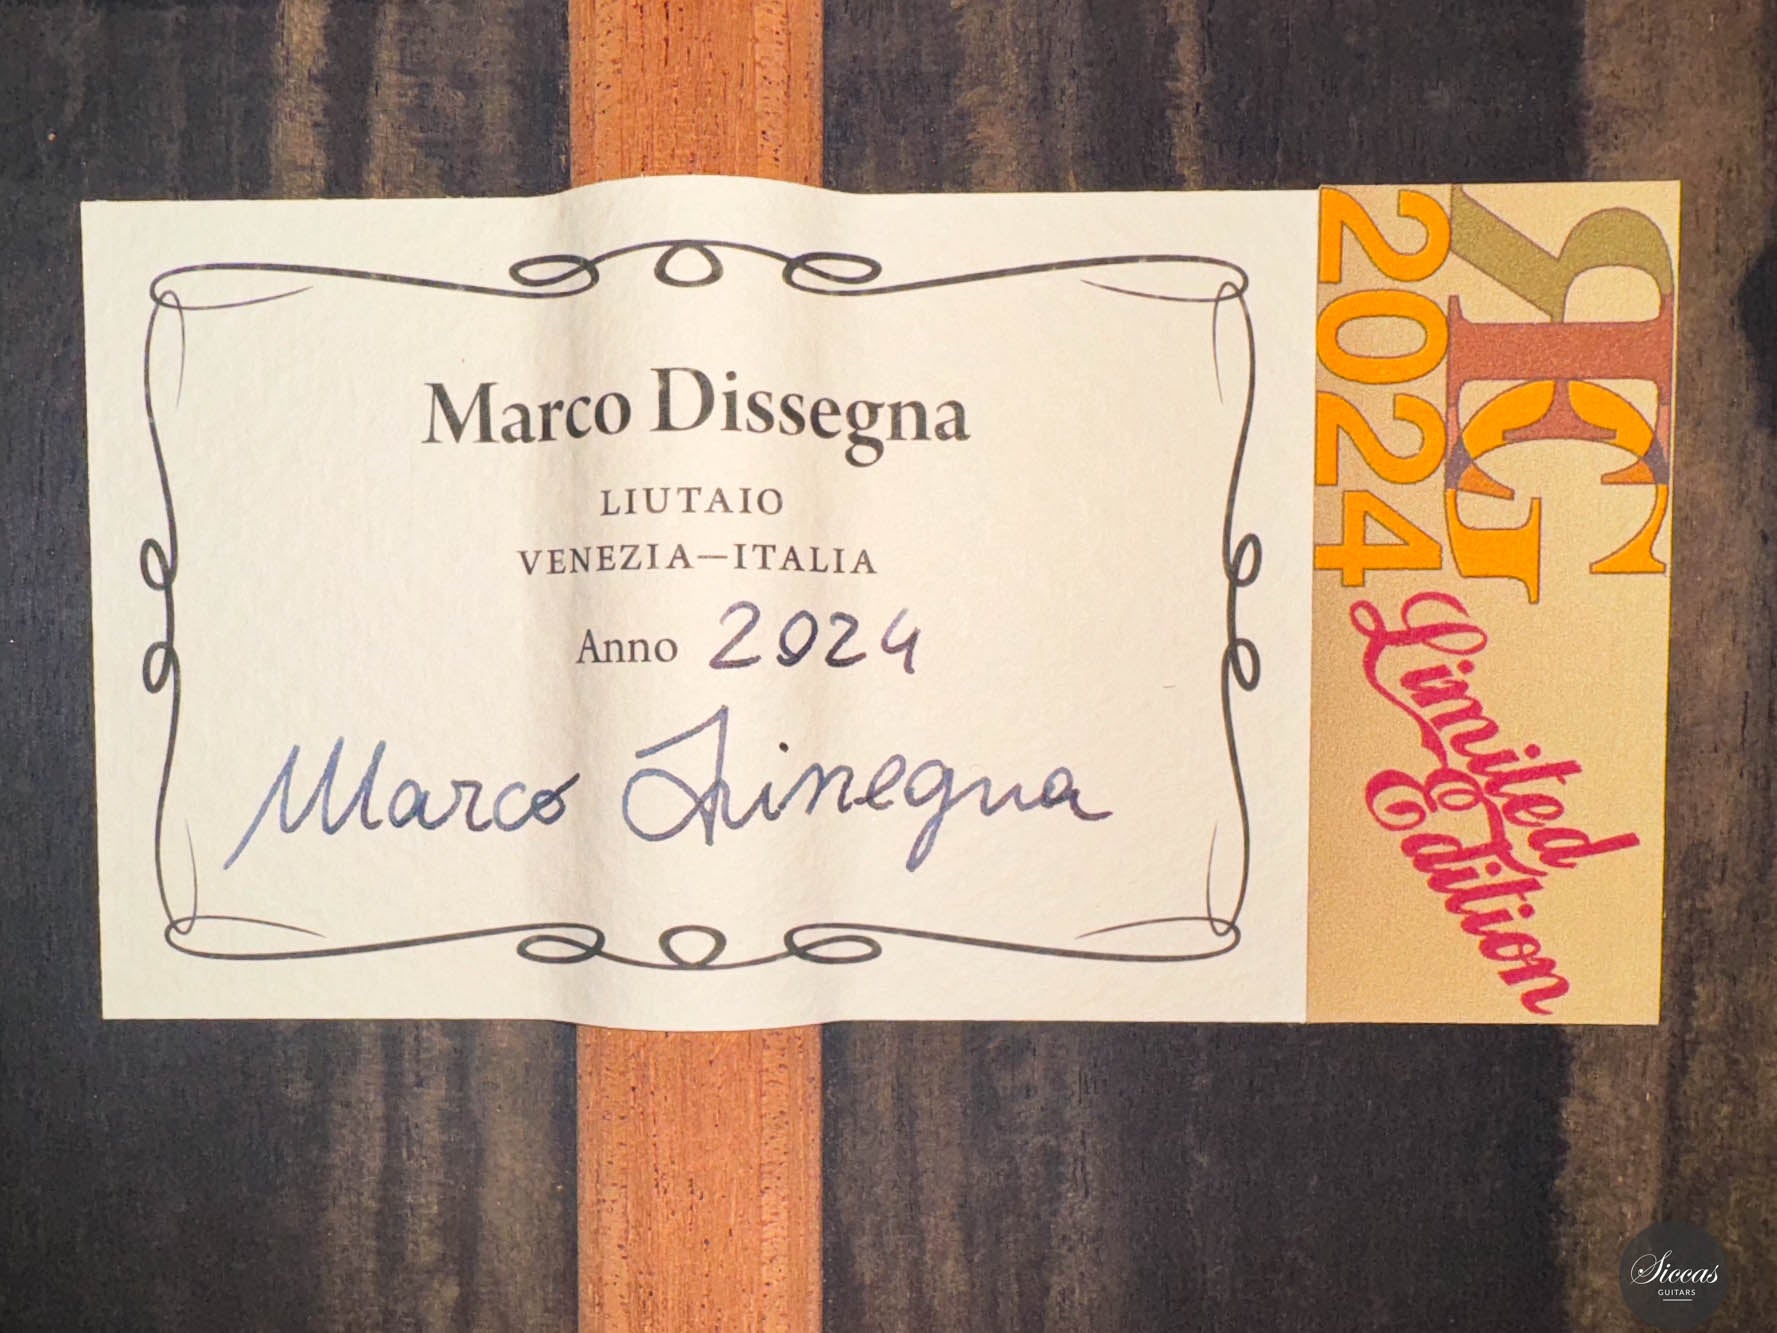 Marco Dissegna
LIUTAIO
VENEZIA—ITALIA
Anno 2024
Marco Dissegna
2024
Limited
Edition
Siccas
GUITARS